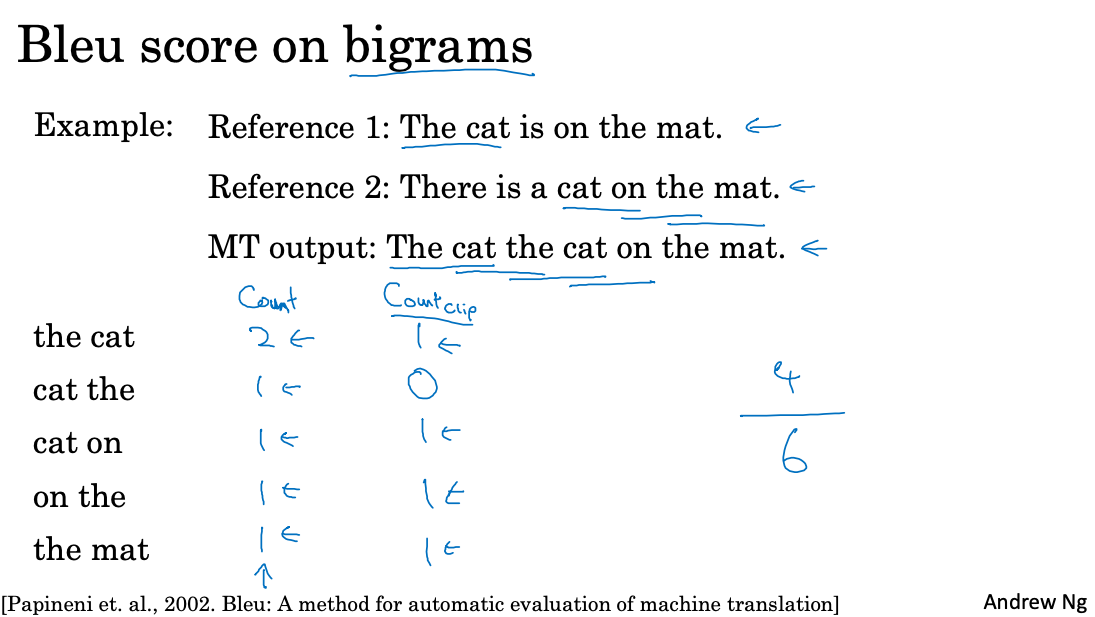 Bleu score on bigrams
Example: Reference 1: The cat is on the mat. ←
Reference 2: There is a cat on the mat. ←
MT output: The cat the cat on the mat. ←
Count Count clip
the cat 2 ← 1 ←
cat the 1 ← 0
cat on 1 ← 1 ←
on the 1 ← 1 ←
the mat 1 ← 1 ←
↑
4
6
[Papineni et. al., 2002. Bleu: A method for automatic evaluation of machine translation] Andrew Ng